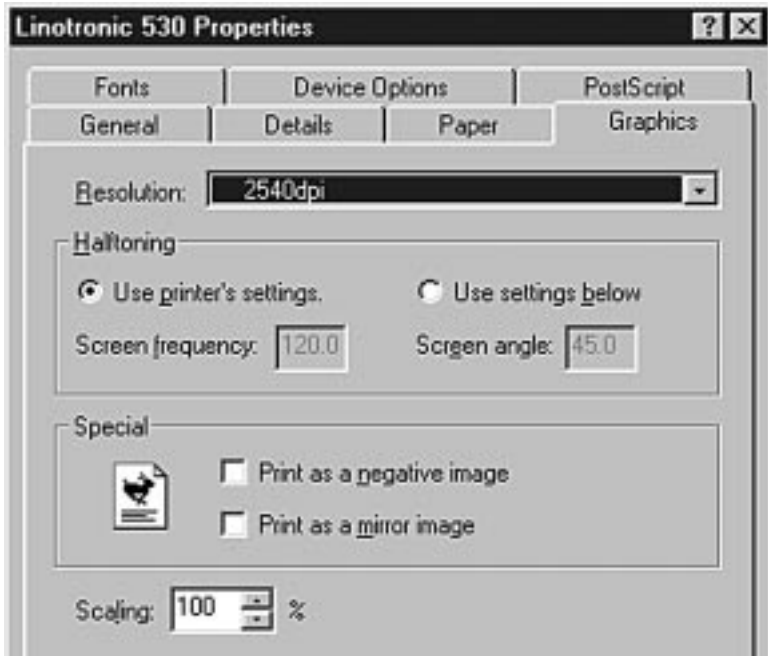 Linotronic 530 Properties
Fonts Device Options PostScript
General Details Paper Graphics
Resolution: 2540dpi
Halftoning
Use printer's settings. Use settings below
Screen frequency: 120.0 Screen angle: 45.0
Special
Print as a negative image
Print as a mirror image
Scaling: 100 %